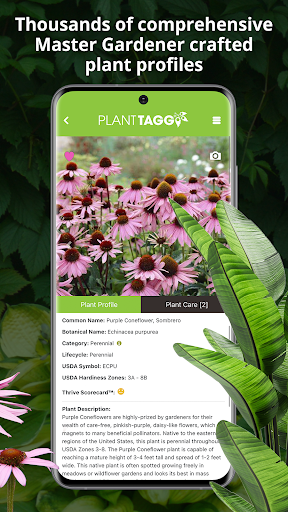 Thousands of comprehensive
Master Gardener crafted
plant profiles
PLANTTAGG
Plant Profile
Plant Care [2]
Common Name: Purple Coneflower, Sombrero
Botanical Name: Echinacea purpurea
Category: Perennial
Lifecycle: Perennial
USDA Symbol: ECPU
USDA Hardiness Zones: 3A - 8B
Thrive Scorecard™:
Plant Description:
Purple Coneflowers are highly-prized by gardeners for their
wealth of care-free, pinkish-purple, daisy-like flowers, which
magnets to many beneficial pollinators. Native to the eastern
regions of the United States, this plant is perennial throughout
USDA Zones 3-8. The Purple Coneflower plant is capable of
reaching a mature height of 3-4 feet tall and spread of 1-2 feet
wide. This native plant is often spotted growing freely in
meadows or wildflower gardens and looks its best in mass